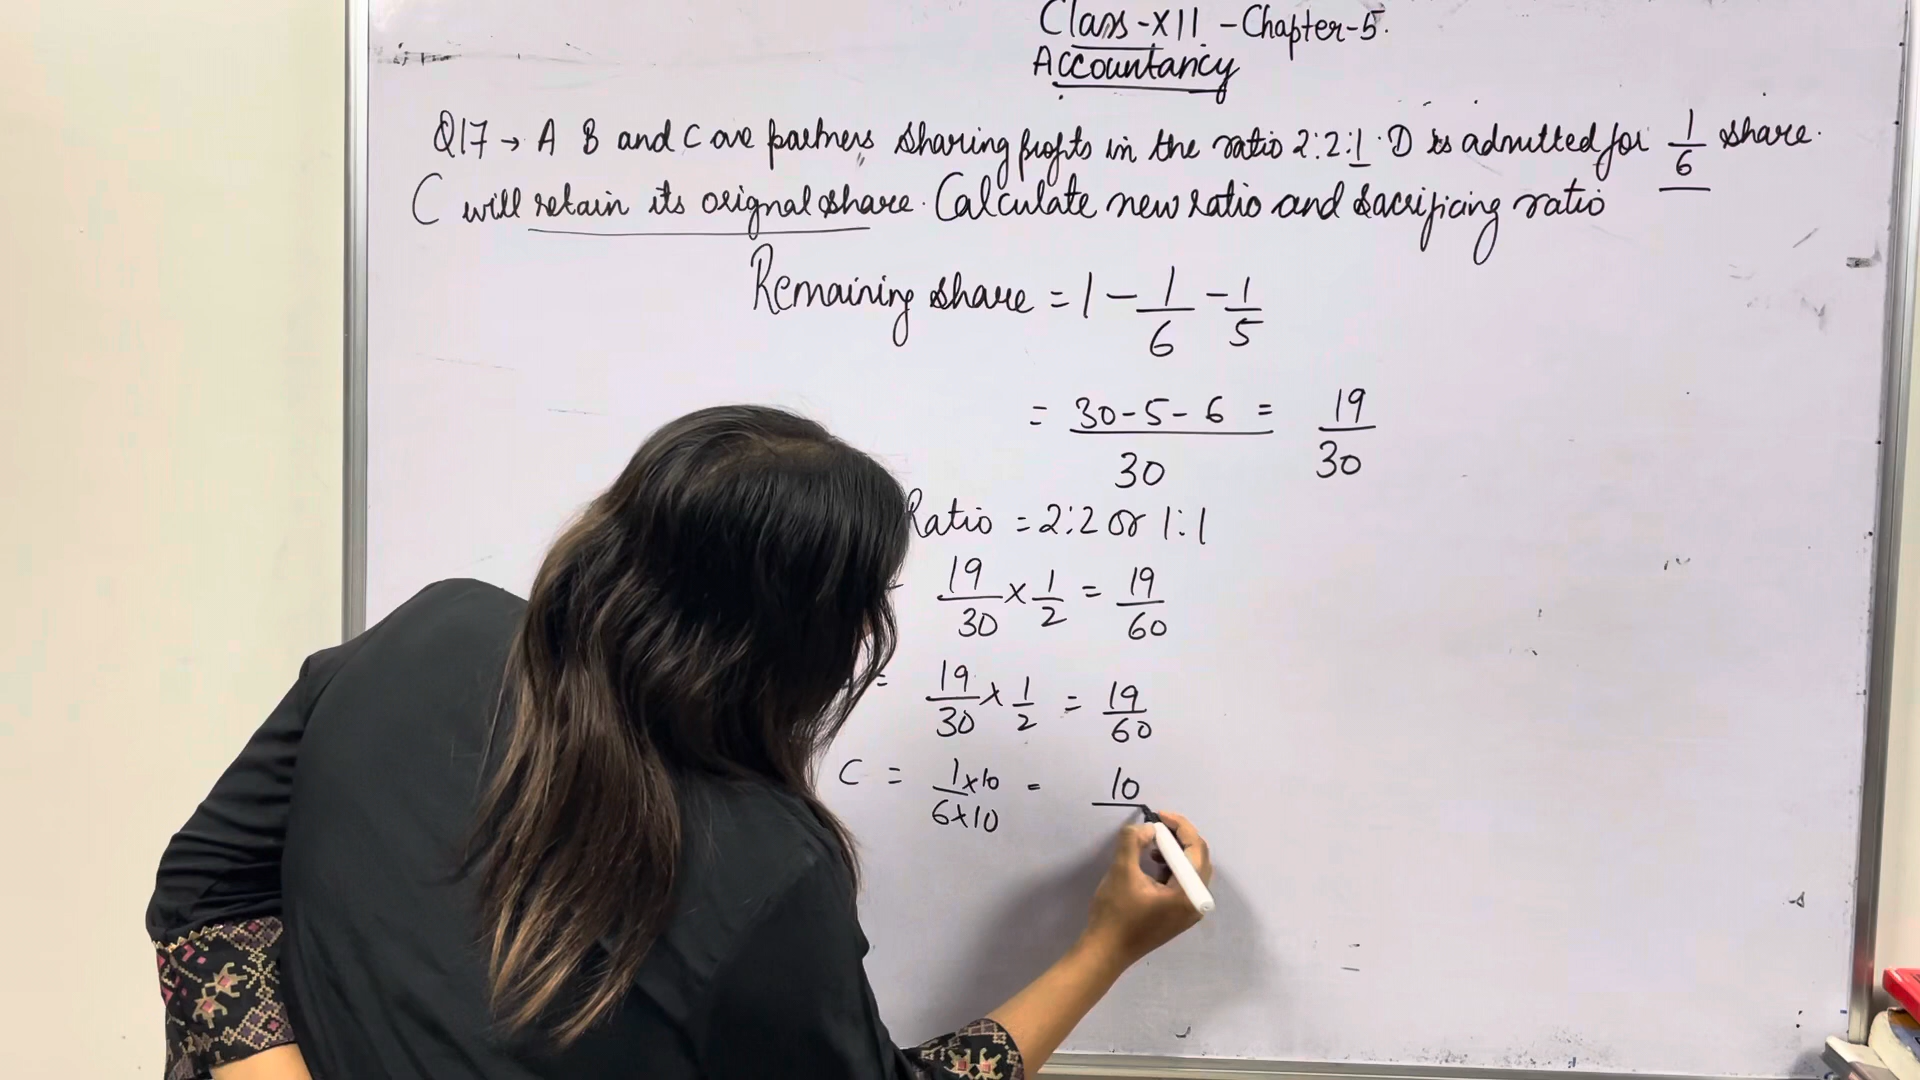 Class-XII - Chapter-5.
Accountancy
Q17 → A B and C are partners sharing profits in the ratio 2:2:1. D is admitted for 1/6 share.
C will retain its orignal share. Calculate new ratio and sacrificing ratio
Remaining share = 1 - 1/6 - 1/5
= 30-5-6/30 = 19/30
Ratio = 2:2 or 1:1
19/30 x 1/2 = 19/60
= 19/30 x 1/2 = 19/60
C = 1x10/6x10 = 10